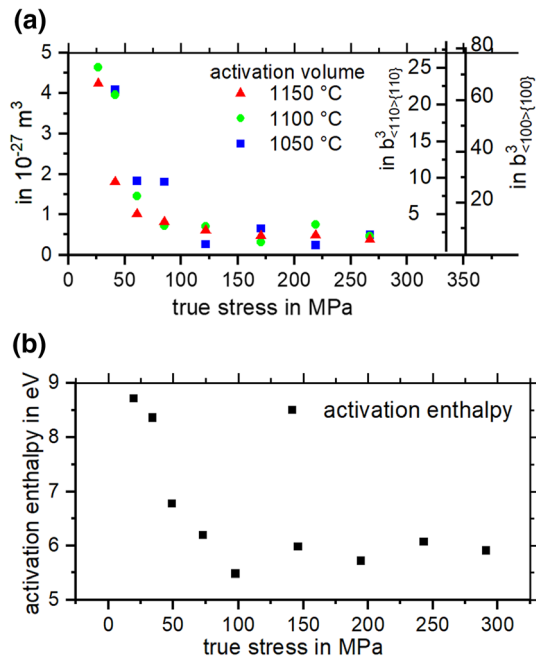 (a)
activation volume
1150 °C
1100 °C
1050 °C
in 10⁻²⁷ m³
5
4
3
2
1
0
0 50 100 150 200 250 300 350
true stress in MPa
25
20
15
10
5
in b³<110>{110}
80
60
40
20
in b³<100>{100}
(b)
activation enthalpy
activation enthalpy in eV
9
8
7
6
5
0 50 100 150 200 250 300
true stress in MPa